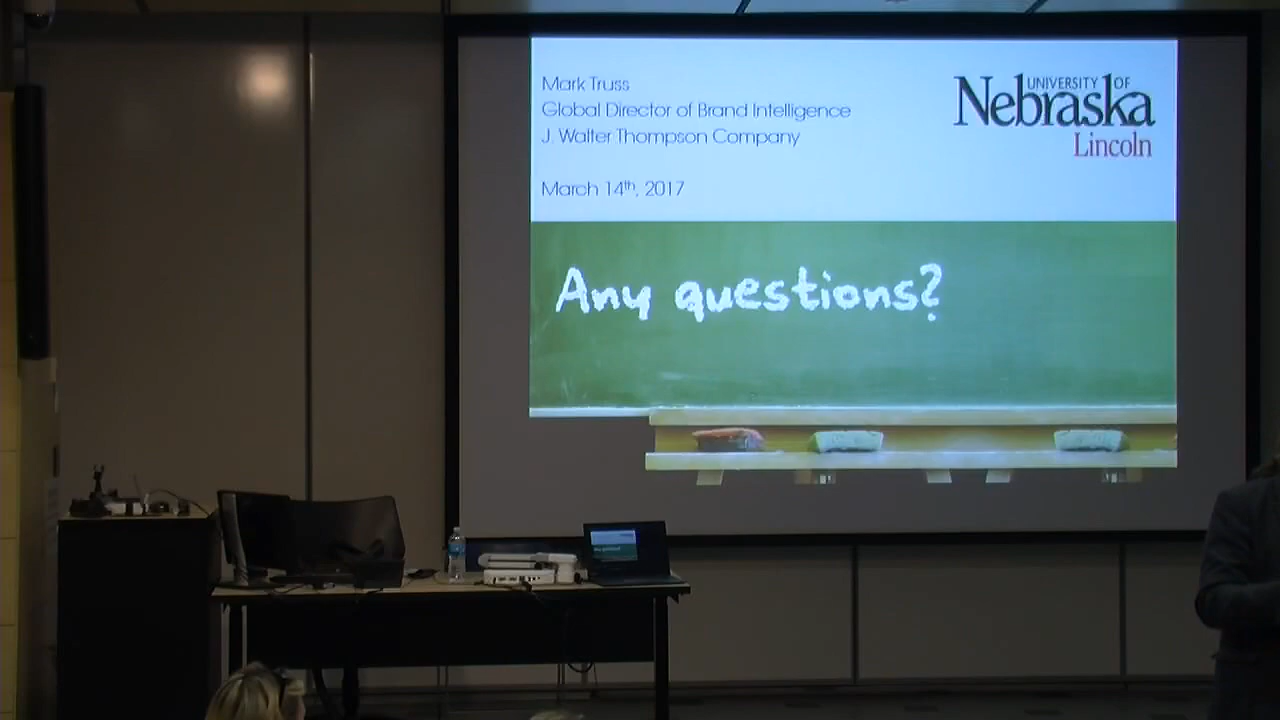 Mark Truss
Global Director of Brand Intelligence
J. Walter Thompson Company
March 14th, 2017
UNIVERSITY OF
Nebraska
Lincoln
Any questions?